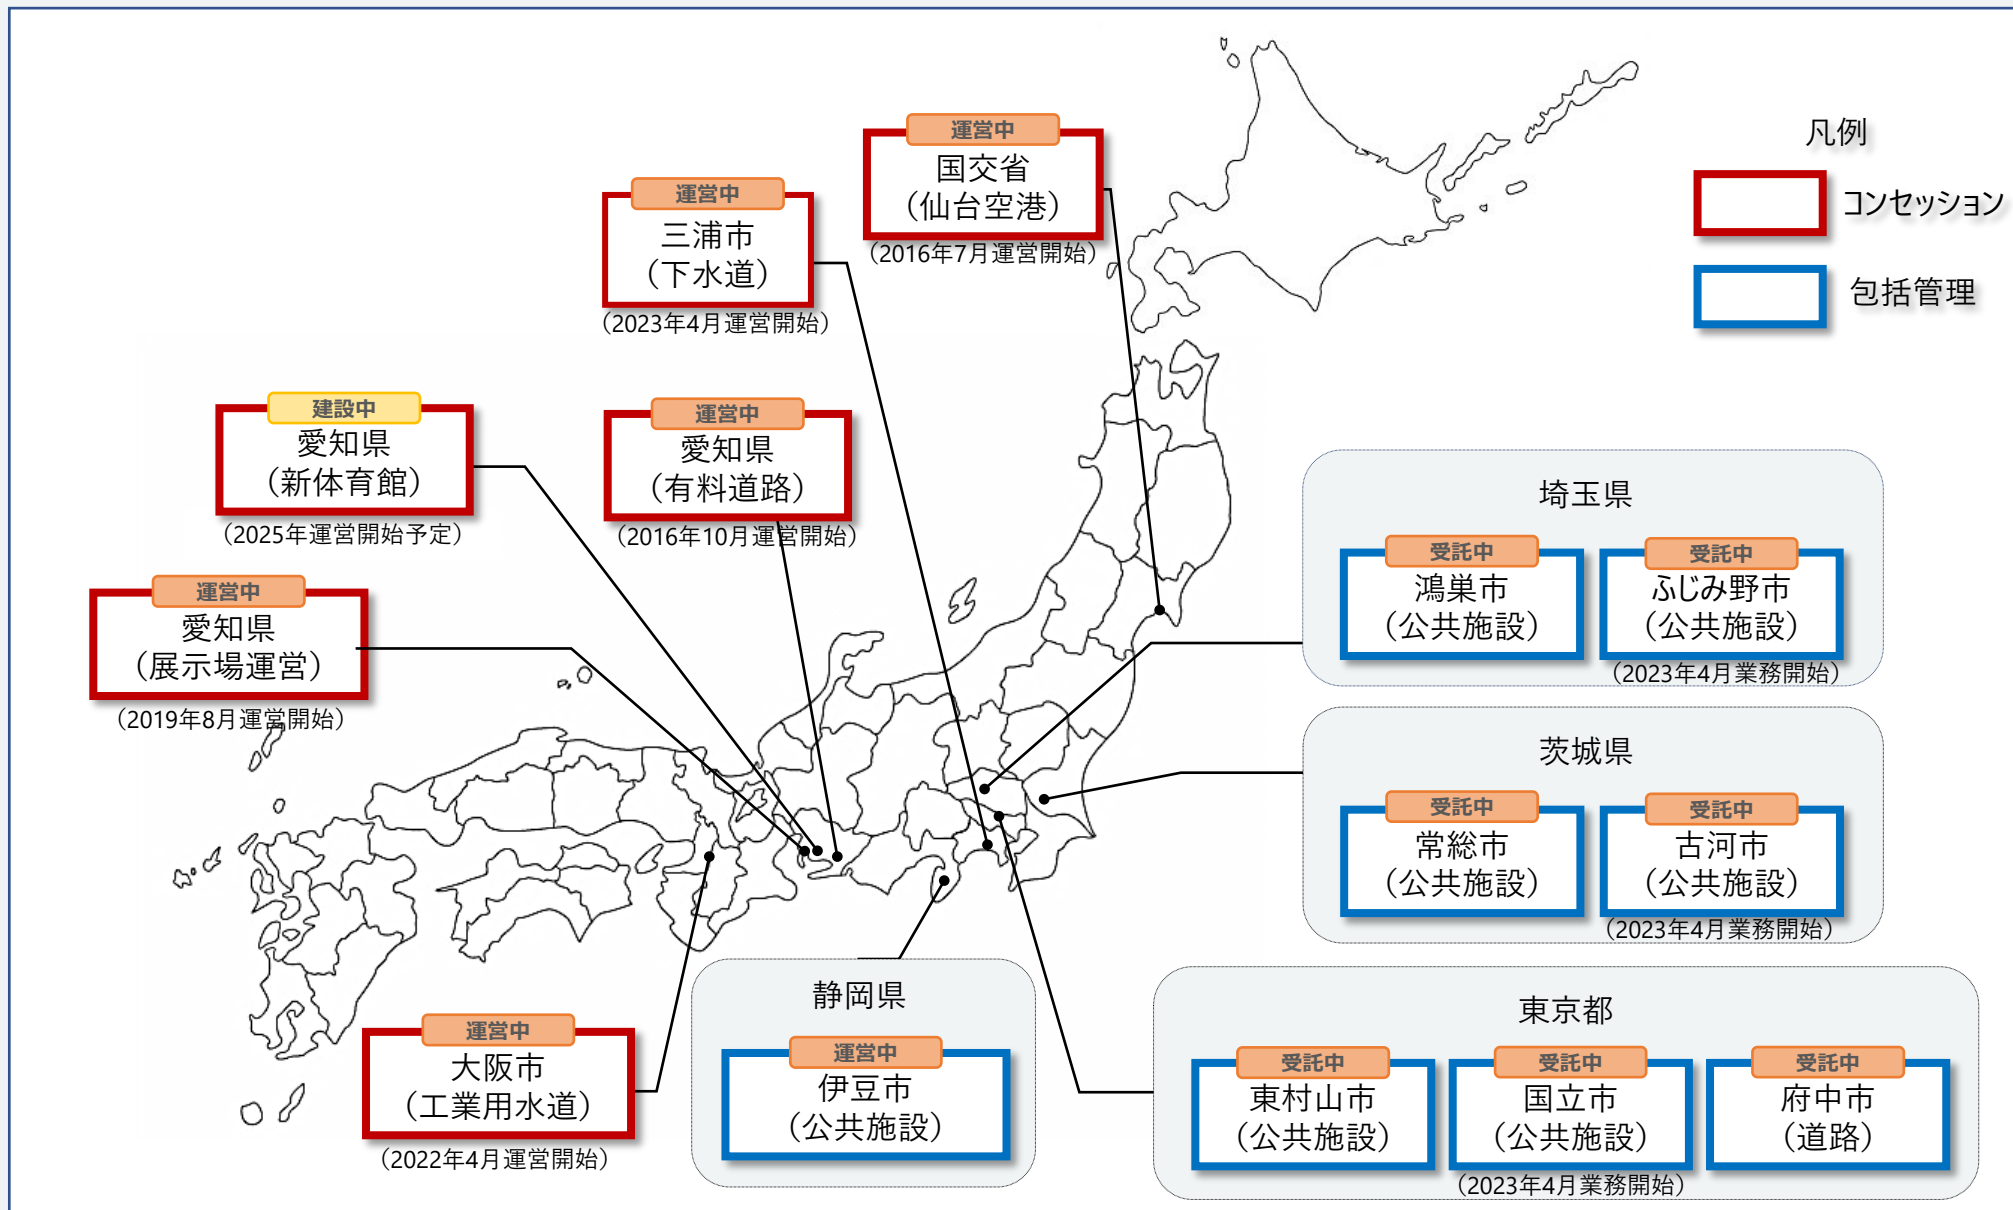 運営中
国交省
（仙台空港）
（2016年7月運営開始）
凡例
コンセッション
包括管理
運営中
三浦市
（下水道）
（2023年4月運営開始）
建設中
愛知県
（新体育館）
（2025年運営開始予定）
運営中
愛知県
（有料道路）
（2016年10月運営開始）
運営中
愛知県
（展示場運営）
（2019年8月運営開始）
埼玉県
受託中
鴻巣市
（公共施設）
受託中
ふじみ野市
（公共施設）
（2023年4月業務開始）
茨城県
受託中
常総市
（公共施設）
受託中
古河市
（公共施設）
（2023年4月業務開始）
運営中
大阪市
（工業用水道）
（2022年4月運営開始）
静岡県
運営中
伊豆市
（公共施設）
東京都
受託中
東村山市
（公共施設）
受託中
国立市
（公共施設）
（2023年4月業務開始）
受託中
府中市
（道路）